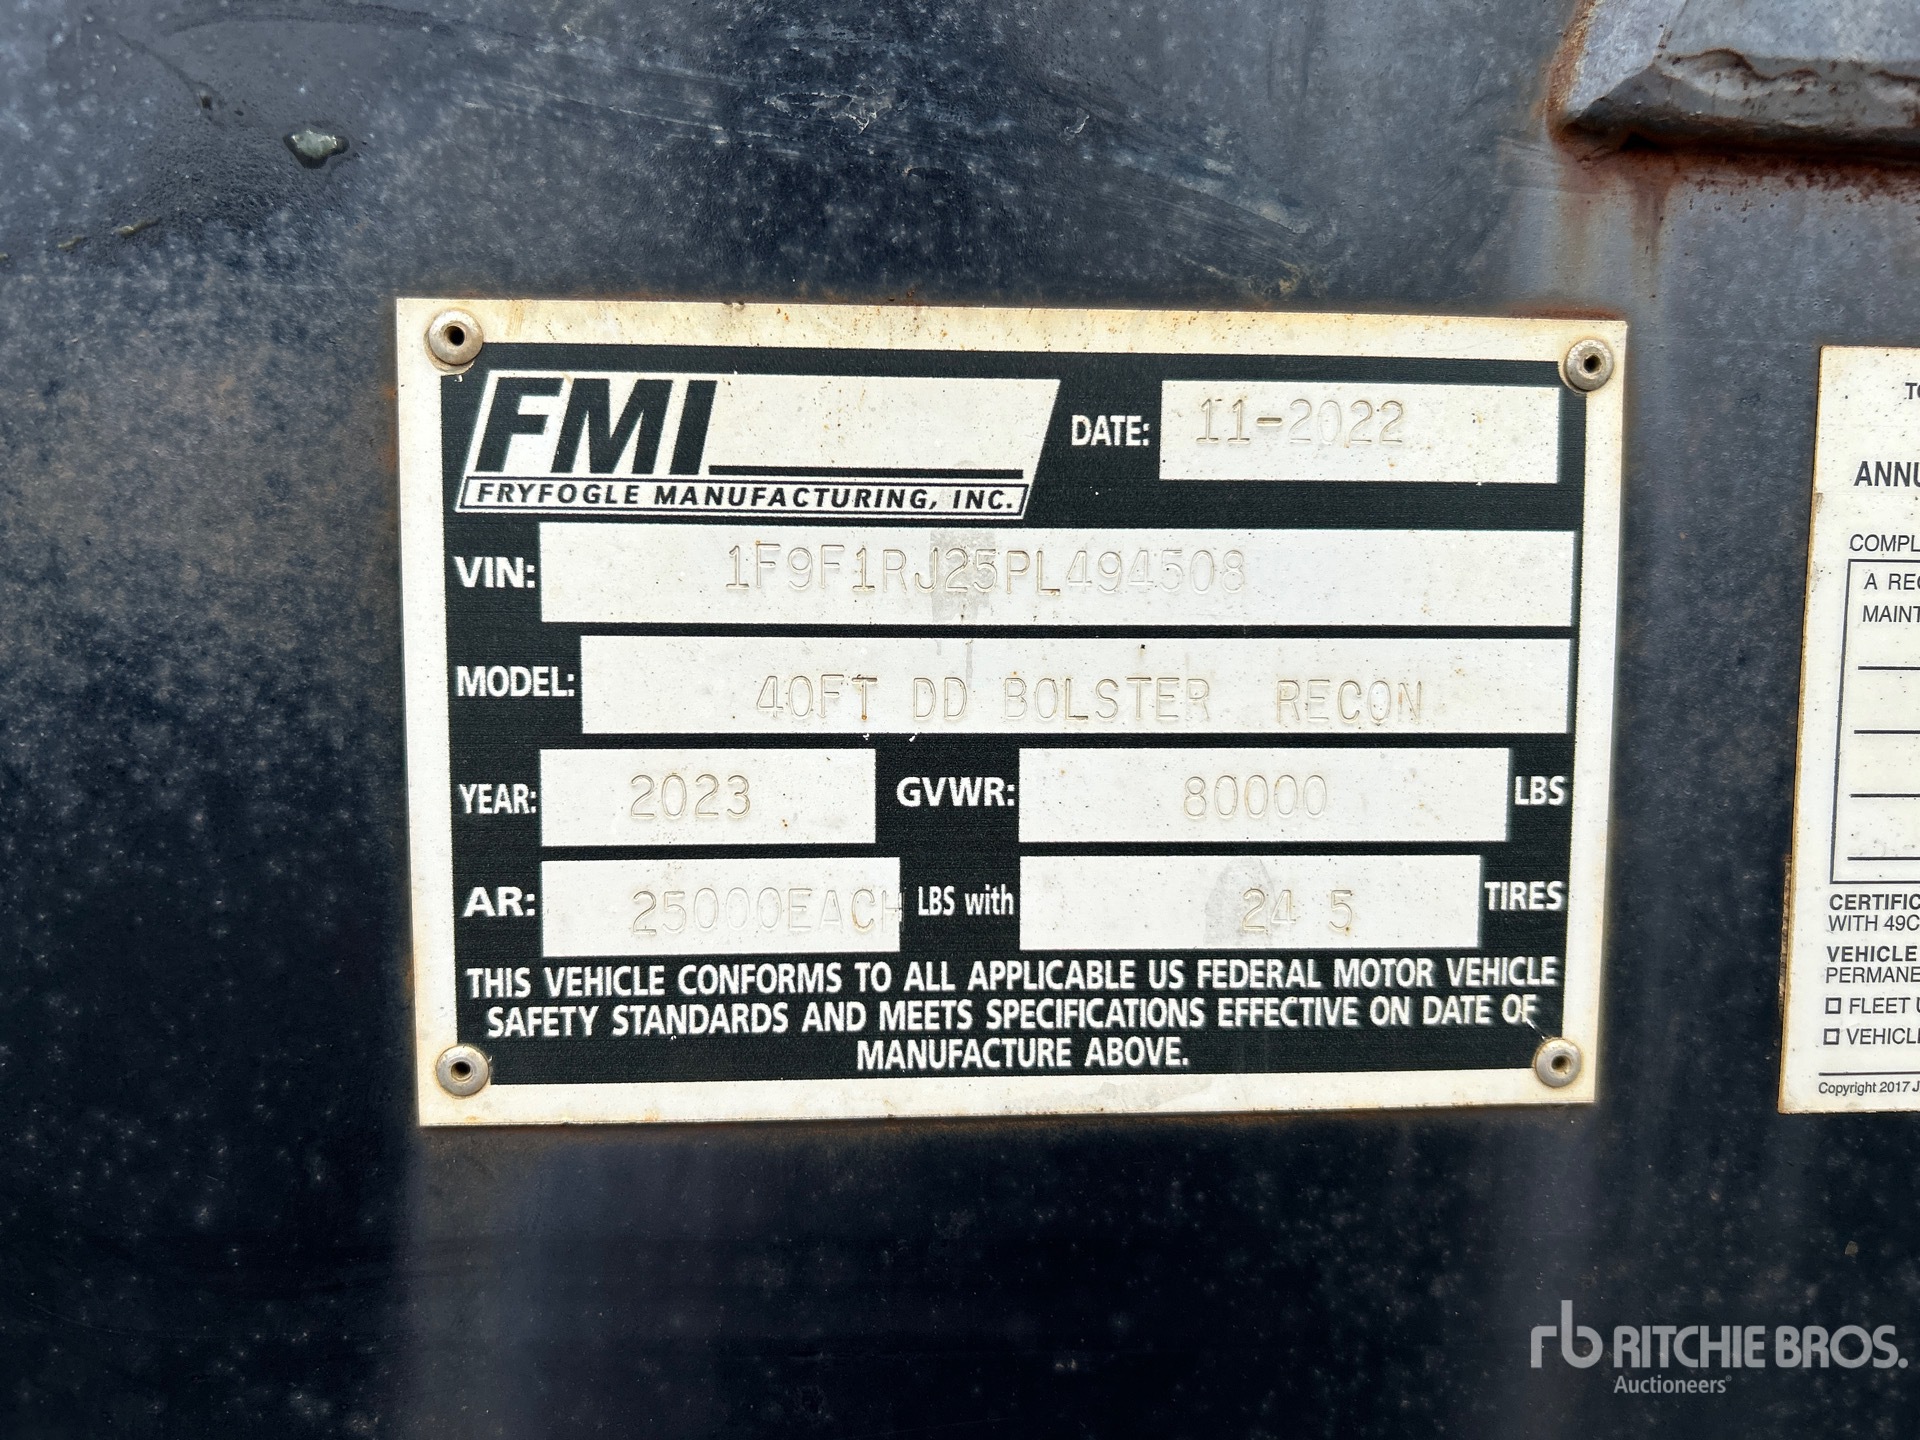 FMI
FRYFOGLE MANUFACTURING, INC.
DATE: 11-2022
VIN: 1F9F1RJ25PL494508
MODEL: 40FT DD BOLSTER RECON
YEAR: 2023 GVWR: 80000 LBS
AR: 25000EACH LBS with 24 5 TIRES
THIS VEHICLE CONFORMS TO ALL APPLICABLE US FEDERAL MOTOR VEHICLE
SAFETY STANDARDS AND MEETS SPECIFICATIONS EFFECTIVE ON DATE OF
MANUFACTURE ABOVE.
A
MAINT
CERTIFIC
WITH 49C
VEHICLE
PERMANE
FLEET
VEHICLE
Copyright 2017 J
rb RITCHIE BROS.
Auctioneers